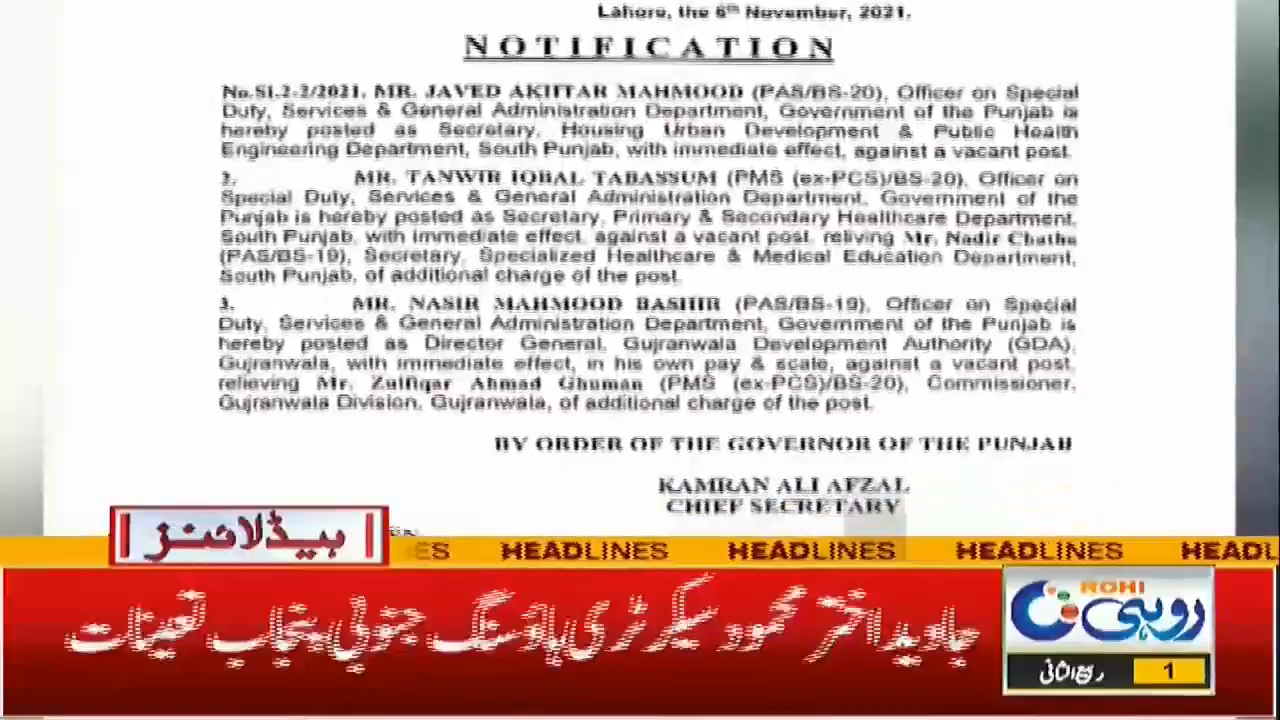 Lahore, the 6th November, 2021.
NOTIFICATION
No.SI.2-2/2021. MR. JAVED AKHTAR MAHMOOD (PAS/BS-20), Officer on Special
Duty, Services & General Administration Department, Government of the Punjab is
hereby posted as Secretary, Housing Urban Development & Public Health
Engineering Department, South Punjab, with immediate effect, against a vacant post.
2. MR. TANWIR IQBAL TABASSUM (PMS (ex-PCS)/BS-20), Officer on
Special Duty, Services & General Administration Department, Government of the
Punjab is hereby posted as Secretary, Primary & Secondary Healthcare Department,
South Punjab, with immediate effect, against a vacant post, reliving Mr. Nadir Chatha
(PAS/BS-19), Secretary, Specialized Healthcare & Medical Education Department,
South Punjab, of additional charge of the post.
3. MR. NASIR MAHMOOD BASHIR (PAS/BS-19), Officer on Special
Duty, Services & General Administration Department, Government of the Punjab is
hereby posted as Director General, Gujranwala Development Authority (GDA),
Gujranwala, with immediate effect, in his own pay & scale, against a vacant post,
relieving Mr. Zulfiqar Ahmad Ghuman (PMS (ex-PCS)/BS-20), Commissioner,
Gujranwala Division, Gujranwala, of additional charge of the post.
BY ORDER OF THE GOVERNOR OF THE PUNJAB
KAMRAN ALI AFZAL
CHIEF SECRETARY
ہیڈلائنز
ES HEADLINES HEADLINES HEADLINES HEADL
جاوید اختر محمود سیکرٹری ہاؤسنگ جنوبی پنجاب تعینات
ROHI
روہی
1 ربیع الثانی